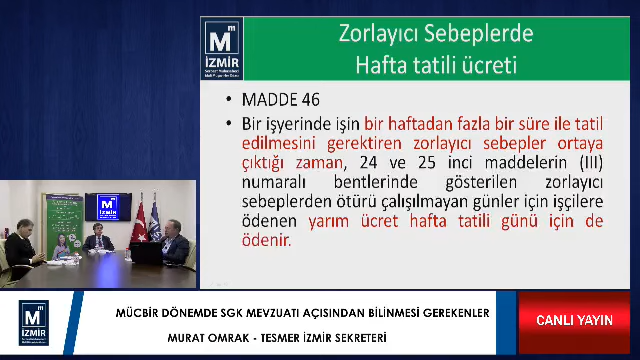 m
M
İZMİR
Zorlayıcı Sebeplerde
Hafta tatili ücreti
• MADDE 46
• Bir işyerinde işin bir haftadan fazla bir süre ile tatil
edilmesini gerektiren zorlayıcı sebepler ortaya
çıktığı zaman, 24 ve 25 inci maddelerin (III)
numaralı bentlerinde gösterilen zorlayıcı
sebeplerden ötürü çalışılmayan günler için işçilere
ödenen yarım ücret hafta tatili günü için de
ödenir.
M
İZMİR
m
M
İZMİR
MÜCBİR DÖNEMDE SGK MEVZUATI AÇISINDAN BİLİNMESİ GEREKENLER
MURAT OMRAK - TESMER İZMİR SEKRETERİ
CANLI YAYIN